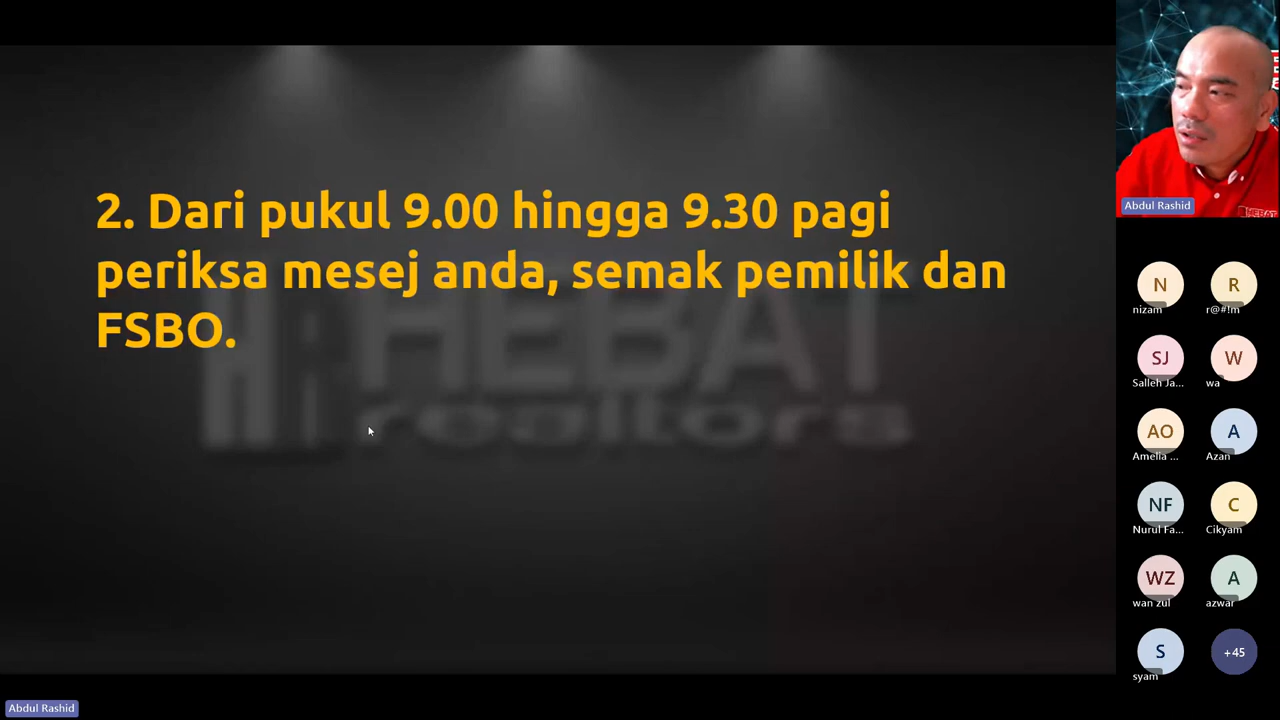 2. Dari pukul 9.00 hingga 9.30 pagi
periksa mesej anda, semak pemilik dan
FSBO.
HEBAT
realtors
Abdul Rashid
HEBAT
N
R
nizam
r@#!m
SJ
W
Salleh Ja...
wa
AO
A
Amelia ...
Azan
NF
C
Nurul Fa...
Cikyam
WZ
A
wan zul
azwar
S
+45
syam
Abdul Rashid